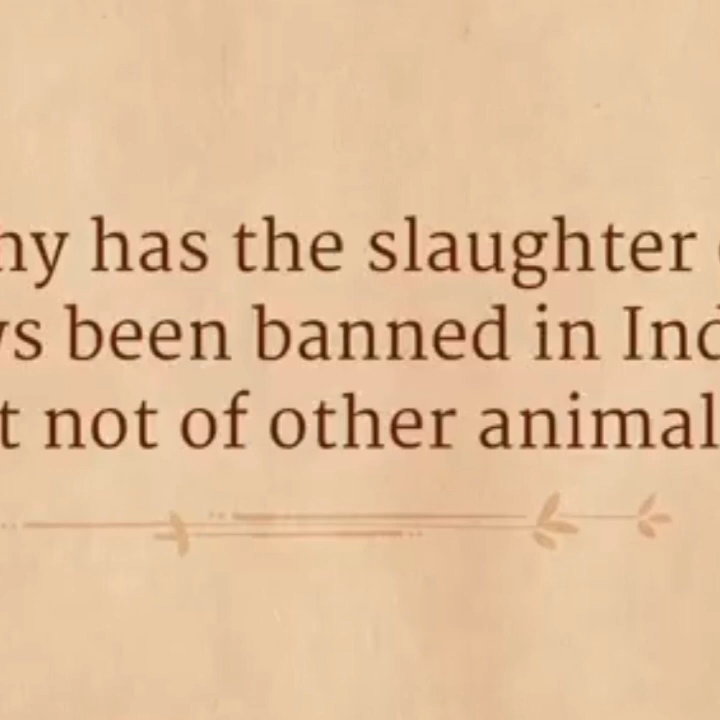 hy has the slaughter
s been banned in Ind
t not of other animal